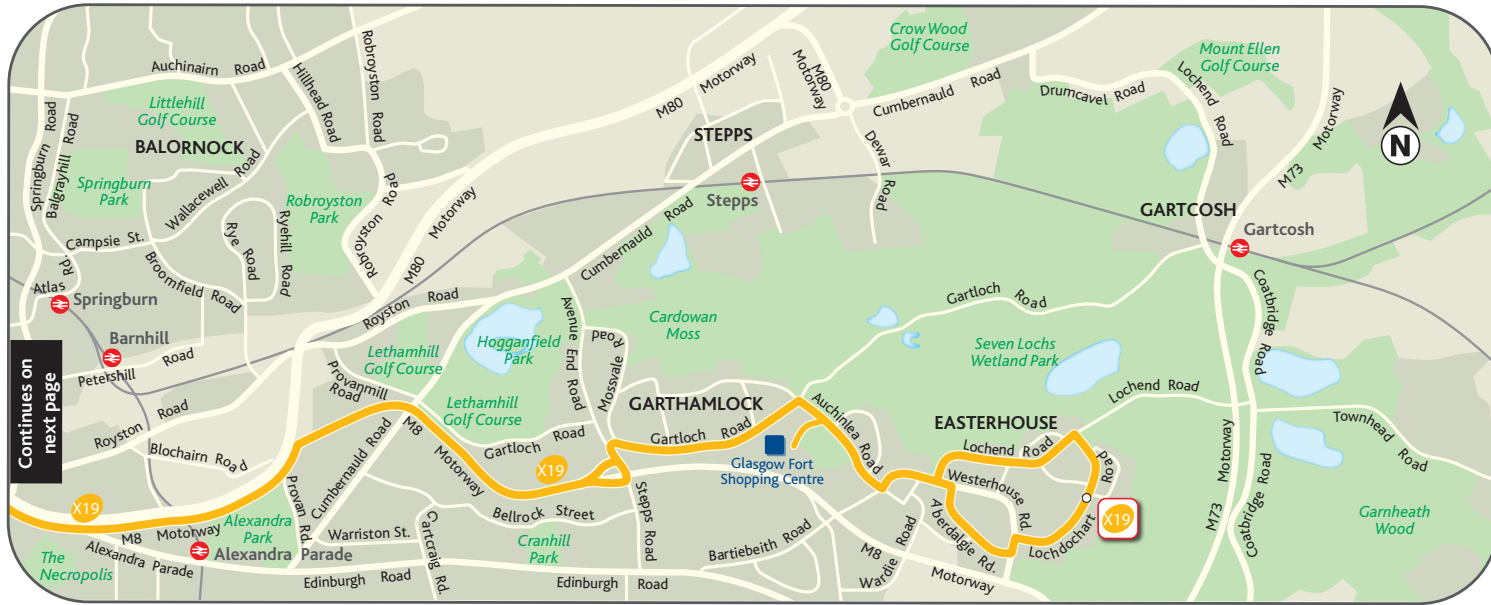 Crow Wood
Golf Course
Mount Ellen
Golf Course
Auchinairn Road
Hillhead Road
Robroyston Road
M80 Motorway
M80
Motorway
Cumbernauld Road
Drumcavel Road
Lochend Road
M73 Motorway
N
Littlehill
Golf Course
BALORNOCK
STEPPS
Springburn Road
Balgrayhill Road
Springburn
Park
Wallacewell Road
Robroyston
Park
Robroyston Road
M80 Motorway
Dewar Road
Stepps
GARTCOSH
Gartcosh
Campsie St.
Rye Road
Ryehill Road
Broomfield Road
Atlas Rd.
Springburn
Barnhill
Petershill Road
Royston Road
Cumbernauld Road
Avenue End Road
Hogganfield
Park
Lethamhill
Golf Course
Mossvale Road
Cardowan
Moss
Gartloch Road
Seven Lochs
Wetland Park
Coatbridge Road
Lochend Road
Townhead Road
Continues on
next page
Provanmill
Road
Lethamhill
Golf Course
GARTHAMLOCK
Auchinlea Road
EASTERHOUSE
Royston Road
Blochairn Road
M8 Motorway
Gartloch Road
Gartloch Road
Glasgow Fort
Shopping Centre
Lochend Road
Westerhouse Rd.
Lochdochart Road
X19
X19
X19
M8 Motorway
Provan Rd.
Cumbernauld Road
Alexandra
Park
Warriston St.
Cartcraig Rd.
Bellrock Street
Cranhill
Park
Stepps Road
Bartiebeith Road
M8 Motorway
Wardie Road
Aberdalgie Rd.
M73 Motorway
Coatbridge Road
Garnheath
Wood
The
Necropolis
Alexandra Parade
Alexandra Parade
Edinburgh Road
Edinburgh Road